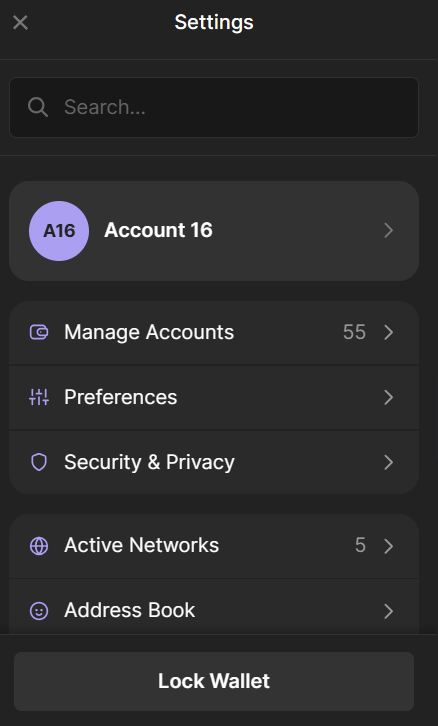 Settings
Search...
A16 Account 16
Manage Accounts 55
Preferences
Security & Privacy
Active Networks 5
Address Book
Lock Wallet